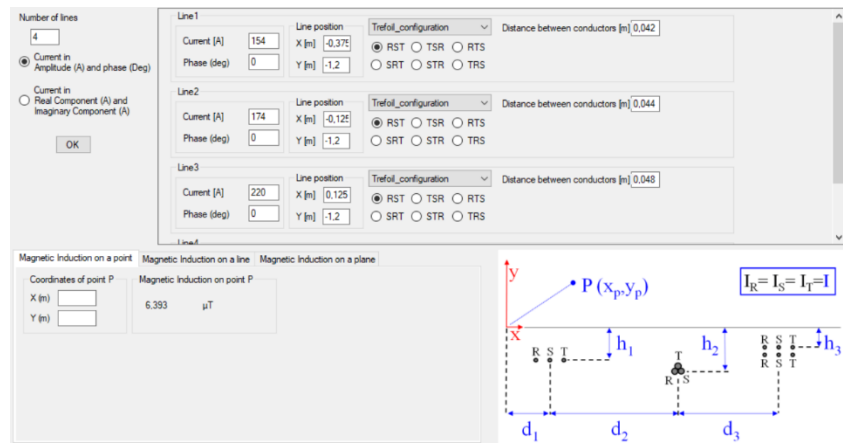 Number of lines
4
Current in
Amplitude (A) and phase (Deg)
Current in
Real Component (A) and
Imaginary Component (A)
OK
Line1
Current [A] 154
Phase (deg) 0
Line position
X [m] -0,375
Y [m] -1,2
Trefoil_configuration
RST TSR RTS
SRT STR TRS
Distance between conductors [m] 0,042
Line2
Current [A] 174
Phase (deg) 0
Line position
X [m] -0,125
Y [m] -1,2
Trefoil_configuration
RST TSR RTS
SRT STR TRS
Distance between conductors [m] 0,044
Line3
Current [A] 220
Phase (deg) 0
Line position
X [m] 0,125
Y [m] -1,2
Trefoil_configuration
RST TSR RTS
SRT STR TRS
Distance between conductors [m] 0,048
Line4
Magnetic Induction on a point Magnetic Induction on a line Magnetic Induction on a plane
Coordinates of point P
X (m)
Y (m)
Magnetic Induction on point P
6,393 µT
y
P (xp,yp)
IR= IS= IT=I
x
h1
h2
h3
R S T
T
R S
R S T
R S T
d1
d2
d3